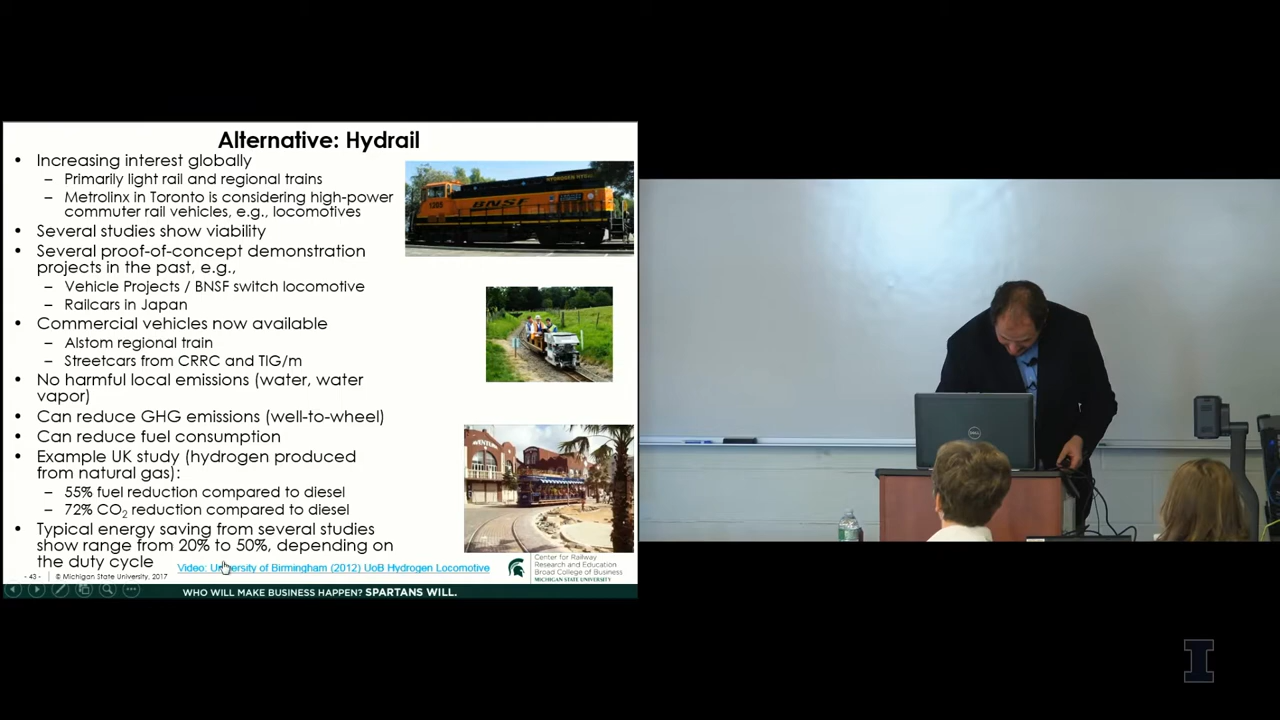 Alternative: Hydrail
• Increasing interest globally
– Primarily light rail and regional trains
– Metrolinx in Toronto is considering high-power
commuter rail vehicles, e.g., locomotives
• Several studies show viability
• Several proof-of-concept demonstration
projects in the past, e.g.,
– Vehicle Projects / BNSF switch locomotive
– Railcars in Japan
• Commercial vehicles now available
– Alstom regional train
– Streetcars from CRRC and TIG/m
• No harmful local emissions (water, water
vapor)
• Can reduce GHG emissions (well-to-wheel)
• Can reduce fuel consumption
• Example UK study (hydrogen produced
from natural gas):
– 55% fuel reduction compared to diesel
– 72% CO2 reduction compared to diesel
• Typical energy saving from several studies
show range from 20% to 50%, depending on
the duty cycle
Video: University of Birmingham (2012) UoB Hydrogen Locomotive
- 43 - © Michigan State University, 2017
Center for Railway
Research and Education
Broad College of Business
MICHIGAN STATE UNIVERSITY
WHO WILL MAKE BUSINESS HAPPEN? SPARTANS WILL.
BNSF
DELL
I